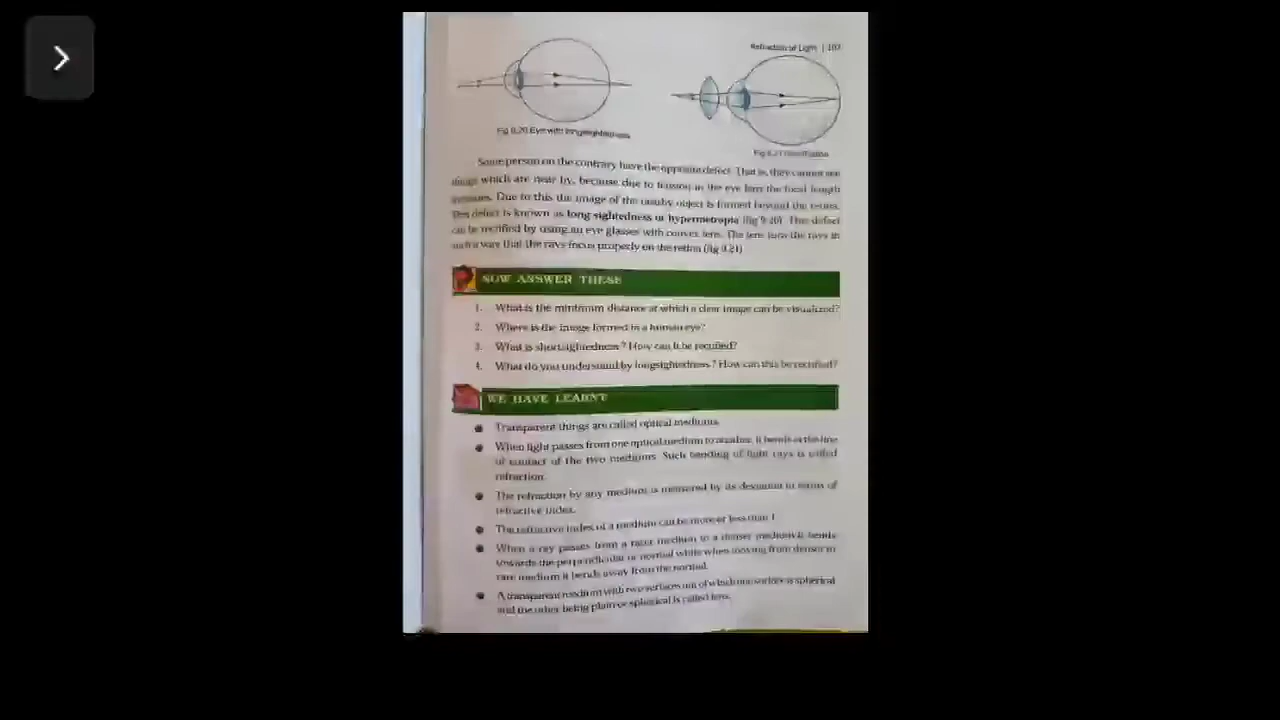 Refraction of Light | 107
Fig 9.20 Eye with longsightedness
Fig 9.21 Rectification
Some person on the contrary have the opposite defect. That is, they cannot see
things which are near by, because due to tension in the eye lens the focal length
increases. Due to this the image of the nearby object is formed beyond the retina.
This defect is known as long sightedness or hypermetropia (fig 9.20). This defect
can be rectified by using an eye glasses with convex lens. The lens turn the rays in
such a way that the rays focus properly on the retina (fig 9.21)
NOW ANSWER THESE
1. What is the minimum distance at which a clear image can be visualized?
2. Where is the image formed in a human eye?
3. What is shortsightedness? How can it be rectified?
4. What do you understand by longsightedness? How can this be rectified?
WE HAVE LEARNT
● Transparent things are called optical mediums.
● When light passes from one optical medium to another, it bends at the line
of contact of the two mediums. Such bending of light rays is called
refraction.
● The refraction by any medium is measured by its deviation in terms of
refractive index.
● The refractive index of a medium can be more or less than 1
● When a ray passes from a rarer medium to a denser medium it bends
towards the perpendicular or normal while when moving from denser to
rare medium it bends away from the normal.
● A transparent medium with two surfaces out of which one surface is spherical
and the other being plain or spherical is called lens.